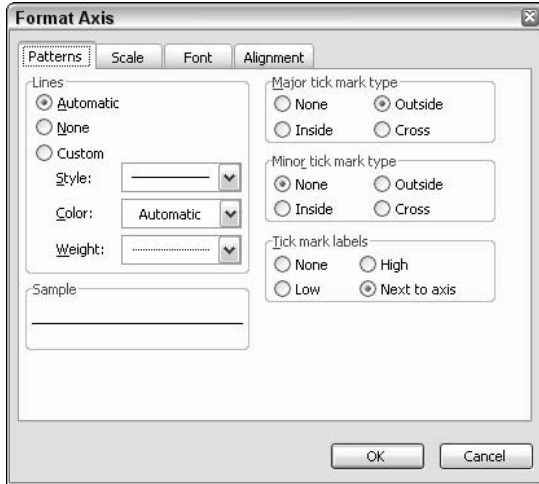 Format Axis
Patterns
Scale
Font
Alignment
Lines
Automatic
None
Custom
Style:
Color:
Automatic
Weight:
Sample
Major tick mark type
None
Outside
Inside
Cross
Minor tick mark type
None
Outside
Inside
Cross
Tick mark labels
None
High
Low
Next to axis
OK
Cancel